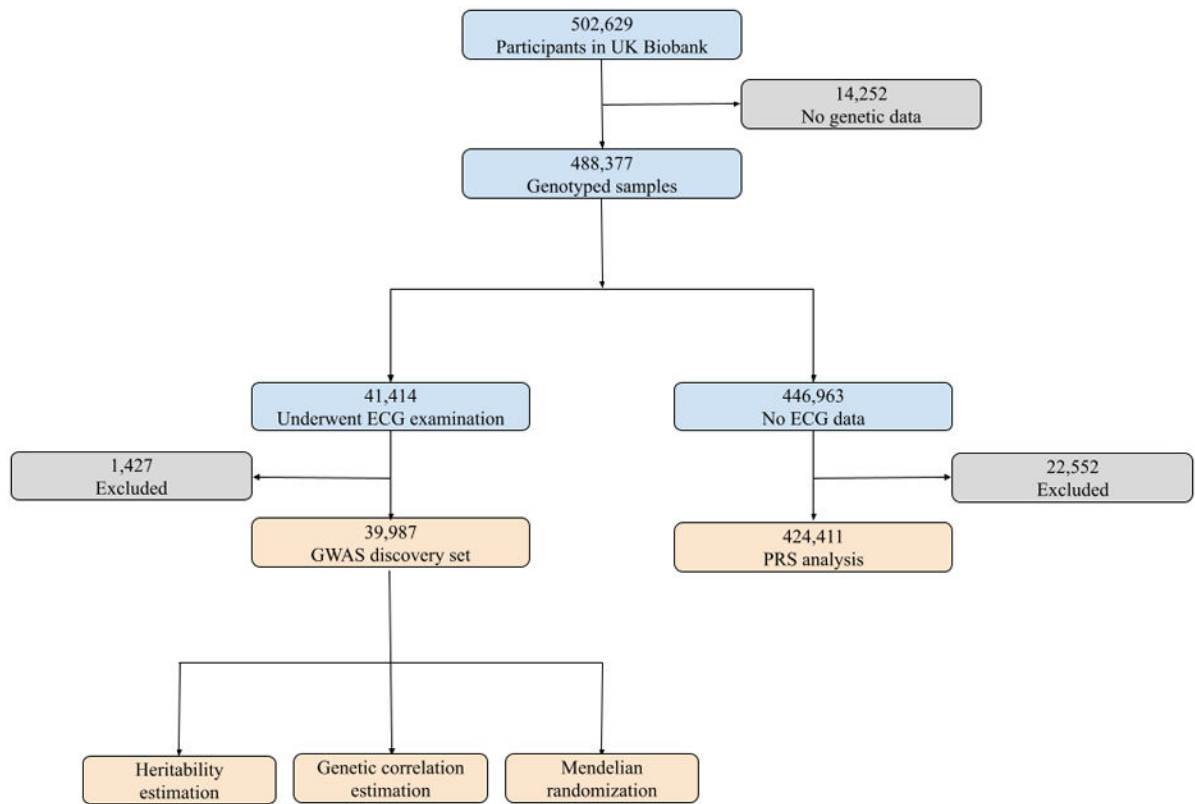 502,629
Participants in UK Biobank
14,252
No genetic data
488,377
Genotyped samples
41,414
Underwent ECG examination
446,963
No ECG data
1,427
Excluded
22,552
Excluded
39,987
GWAS discovery set
424,411
PRS analysis
Heritability
estimation
Genetic correlation
estimation
Mendelian
randomization